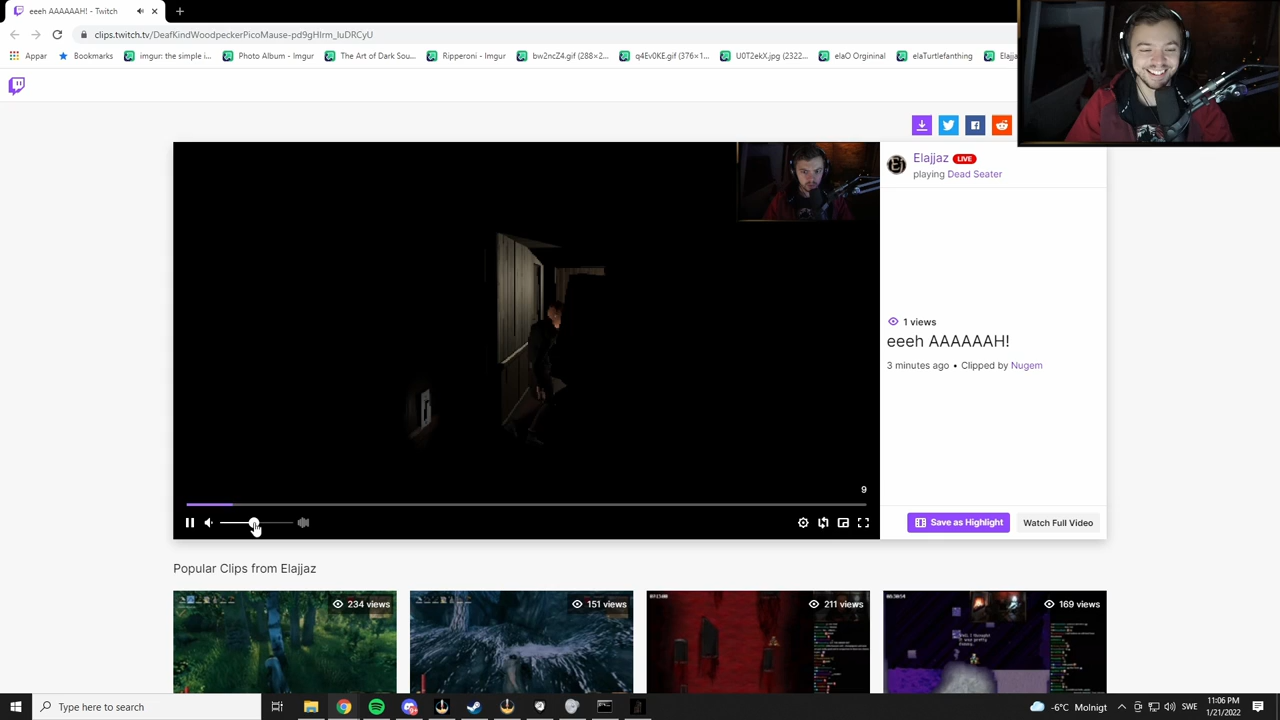 eeeh AAAAAAH! - Twitch
clips.twitch.tv/DeafKindWoodpeckerPicoMause-pd9gHIrm_luDRCyU
Appar
Bookmarks
imgur: the simple i...
Photo Album - Imgur
The Art of Dark Sou...
Ripperoni - Imgur
bw2ncZ4.gif (288×2...
q4Ev0KE.gif (376×1...
U0T2ekX.jpg (2322...
elaO Orgininal
elaTurtlefanthing
Elajjaz LIVE
playing Dead Seater
1 views
eeeh AAAAAAH!
3 minutes ago • Clipped by Nugem
9
Save as Highlight
Watch Full Video
Popular Clips from Elajjaz
234 views
151 views
211 views
169 views
Type here to search
-6°C Molnigt
SWE
11:06 PM
1/21/2022